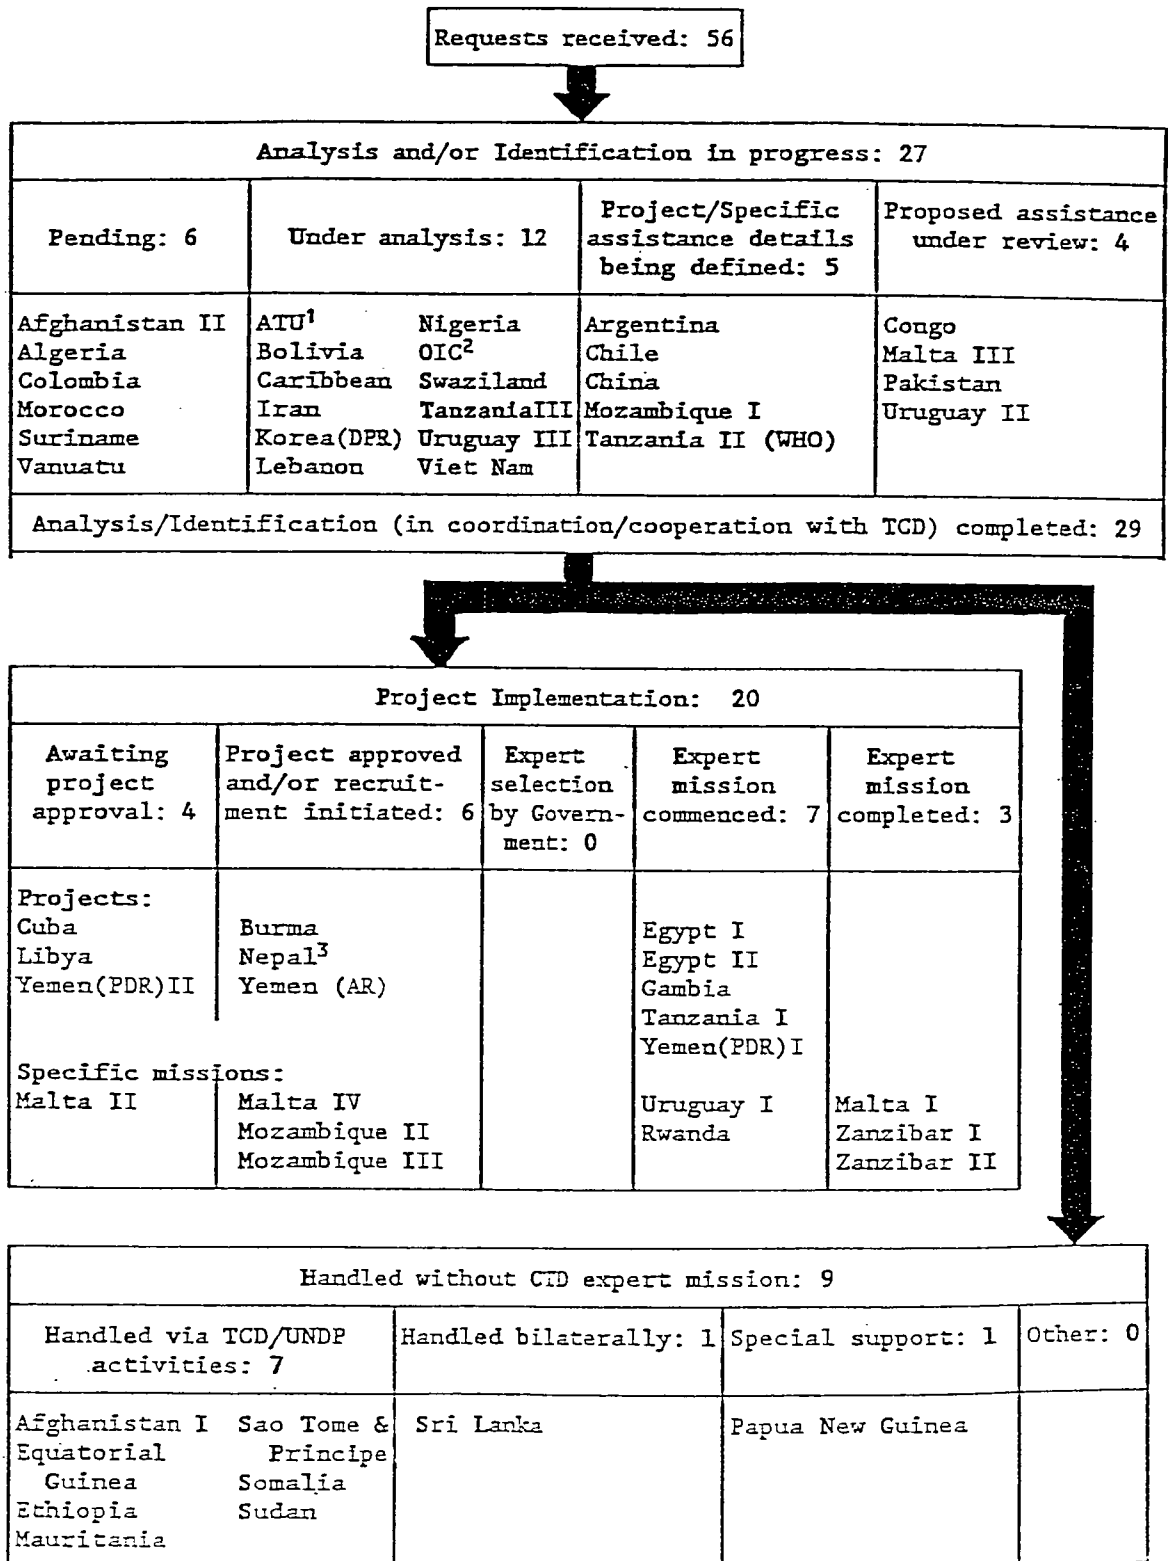 Requests received: 56
Analysis and/or Identification in progress: 27
Pending: 6
Under analysis: 12
Project/Specific
assistance details
being defined: 5
Proposed assistance
under review: 4
Afghanistan II
Algeria
Colombia
Morocco
Suriname
Vanuatu
ATU¹
Bolivia
Caribbean
Iran
Korea(DPR)
Lebanon
Nigeria
OIC²
Swaziland
TanzaniaIII
Uruguay III
Viet Nam
Argentina
Chile
China
Mozambique I
Tanzania II (WHO)
Congo
Malta III
Pakistan
Uruguay II
Analysis/Identification (in coordination/cooperation with TCD) completed: 29
Project Implementation: 20
Awaiting
project
approval: 4
Project approved
and/or recruit-
ment initiated: 6
Expert
selection
by Govern-
ment: 0
Expert
mission
commenced: 7
Expert
mission
completed: 3
Projects:
Cuba
Libya
Yemen(PDR)II
Burma
Nepal³
Yemen (AR)
Egypt I
Egypt II
Gambia
Tanzania I
Yemen(PDR)I
Specific missions:
Malta II
Malta IV
Mozambique II
Mozambique III
Uruguay I
Rwanda
Malta I
Zanzibar I
Zanzibar II
Handled without CTD expert mission: 9
Handled via TCD/UNDP
activities: 7
Handled bilaterally: 1
Special support: 1
Other: 0
Afghanistan I
Equatorial
Guinea
Ethiopia
Mauritania
Sao Tome &
Principe
Somalia
Sudan
Sri Lanka
Papua New Guinea